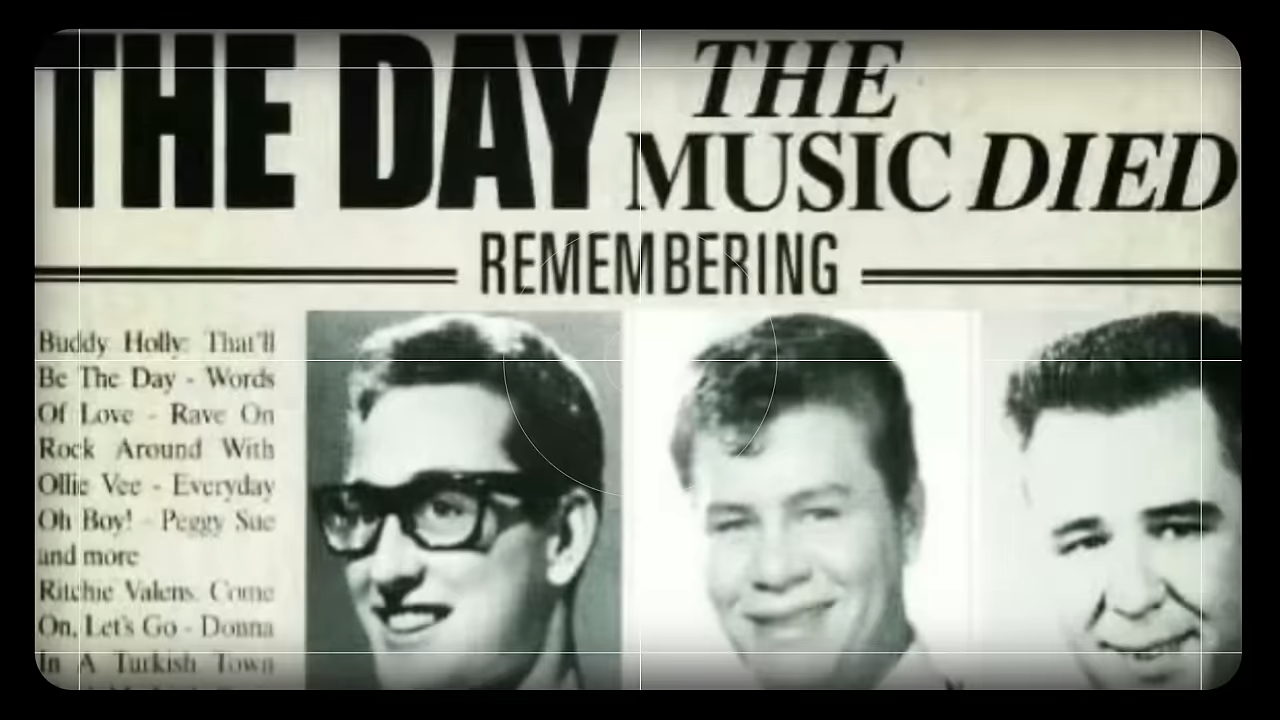 THE DAY THE
MUSIC DIED
REMEMBERING
Buddy Holly: That'll
Be The Day - Words
Of Love - Rave On
Rock Around With
Ollie Vee - Everyday
Oh Boy! - Peggy Sue
and more
Ritchie Valens: Come
On, Let's Go - Donna
In A Turkish Town